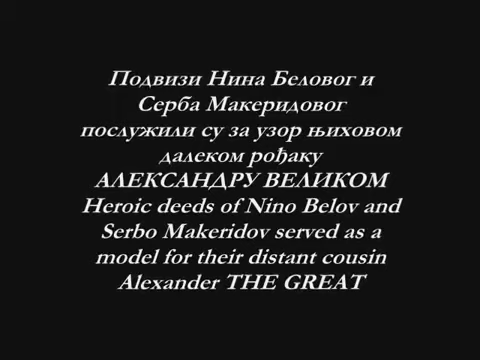 Подвизи Нина Беловог и
Серба Макеридовог
послужили су за узор њиховом
далеком рођаку
АЛЕКСАНДРУ ВЕЛИКОМ
Heroic deeds of Nino Belov and
Serbo Makeridov served as a
model for their distant cousin
Alexander THE GREAT